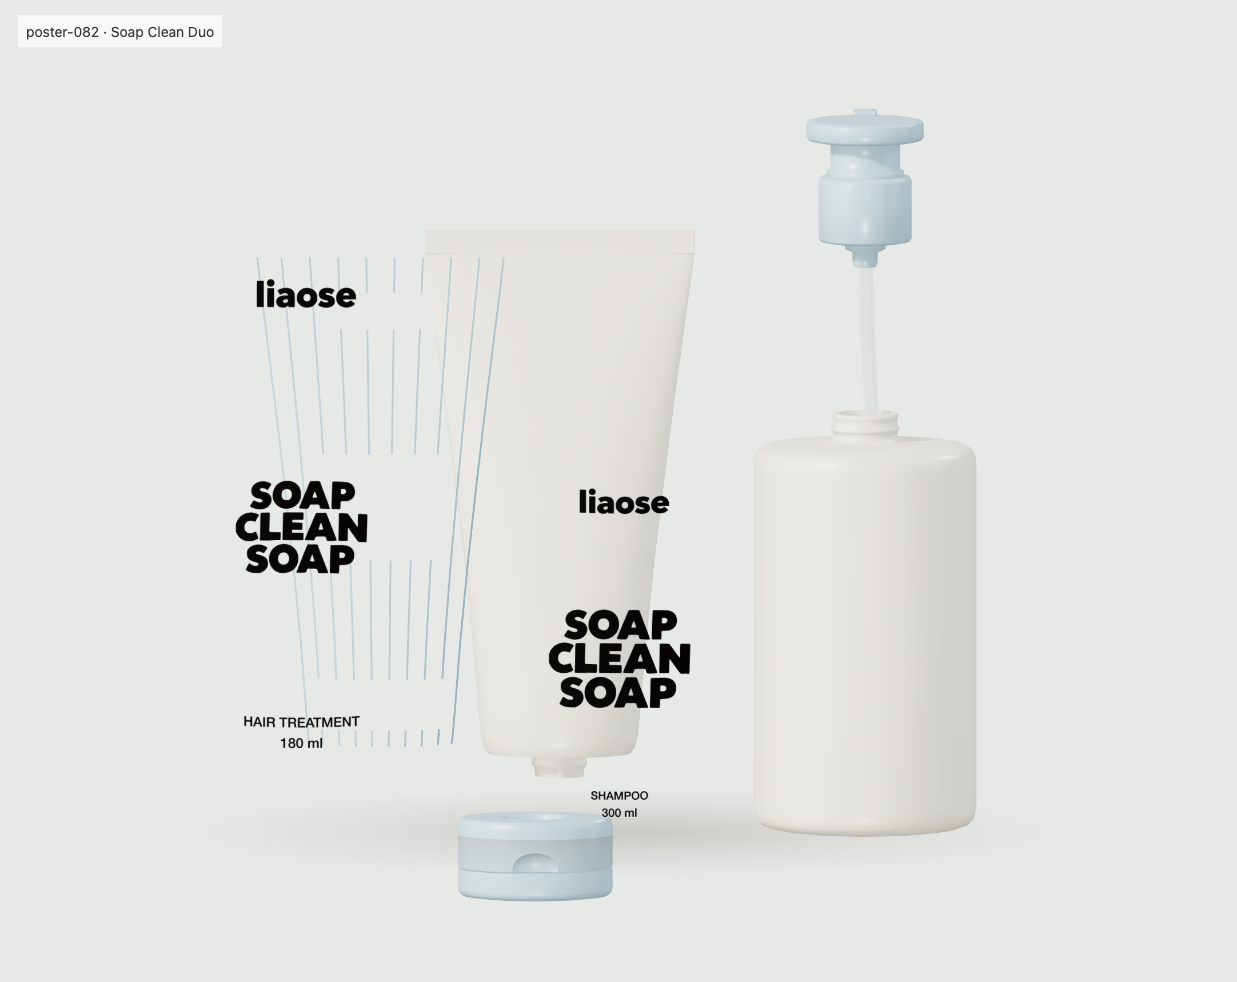 poster-082 · Soap Clean Duo
liaose
SOAP
CLEAN
SOAP
HAIR TREATMENT
180 ml
liaose
SOAP
CLEAN
SOAP
SHAMPOO
300 ml